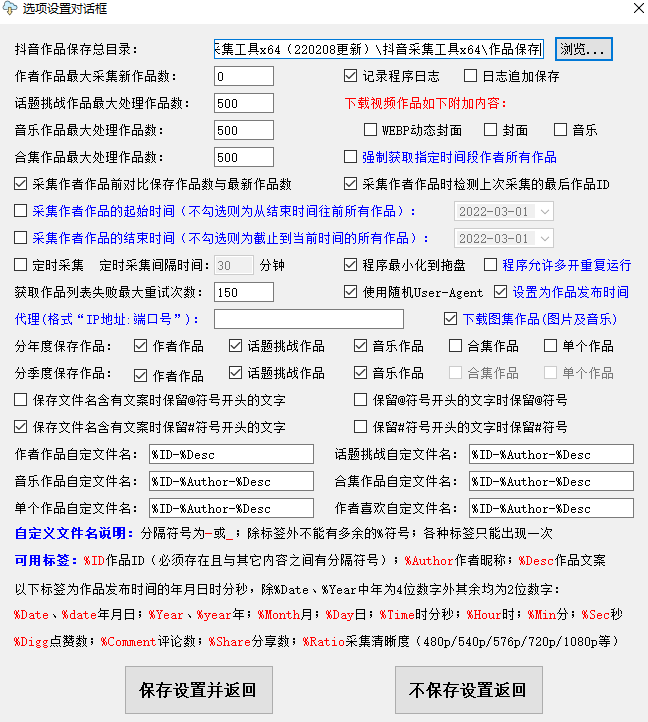 选项设置对话框
抖音作品保存总目录： 采集工具x64（220208更新）\抖音采集工具x64\作品保存 浏览...
作者作品最大采集新作品数： 0 记录程序日志 日志追加保存
话题挑战作品最大处理作品数： 500 下载视频作品如下附加内容：
音乐作品最大处理作品数： 500 WEBP动态封面 封面 音乐
合集作品最大处理作品数： 500 强制获取指定时间段作者所有作品
采集作者作品前对比保存作品数与最新作品数 采集作者作品时检测上次采集的最后作品ID
采集作者作品的起始时间（不勾选则为从结束时间往前所有作品）： 2022-03-01
采集作者作品的结束时间（不勾选则为截止到当前时间的所有作品）： 2022-03-01
定时采集 定时采集间隔时间： 30 分钟 程序最小化到拖盘 程序允许多开重复运行
获取作品列表失败最大重试次数： 150 使用随机User-Agent 设置为作品发布时间
代理(格式“IP地址:端口号”)： 下载图集作品(图片及音乐)
分年度保存作品： 作者作品 话题挑战作品 音乐作品 合集作品 单个作品
分季度保存作品： 作者作品 话题挑战作品 音乐作品 合集作品 单个作品
保存文件名含有文案时保留@符号开头的文字 保留@符号开头的文字时保留@符号
保存文件名含有文案时保留#符号开头的文字 保留#符号开头的文字时保留#符号
作者作品自定文件名： %ID-%Desc 话题挑战自定文件名： %ID-%Author-%Desc
音乐作品自定文件名： %ID-%Author-%Desc 合集作品自定文件名： %ID-%Author-%Desc
单个作品自定文件名： %ID-%Author-%Desc 作者喜欢自定文件名： %ID-%Author-%Desc
自定义文件名说明：分隔符号为-或_；除标签外不能有多余的%符号；各种标签只能出现一次
可用标签：%ID作品ID（必须存在且与其它内容之间有分隔符号）；%Author作者昵称；%Desc作品文案
以下标签为作品发布时间的年月日时分秒，除%Date、%Year中年为4位数字外其余均为2位数字：
%Date、%date年月日；%Year、%year年；%Month月；%Day日；%Time时分秒；%Hour时；%Min分；%Sec秒
%Digg点赞数；%Comment评论数；%Share分享数；%Ratio采集清晰度（480p/540p/576p/720p/1080p等）
保存设置并返回 不保存设置返回